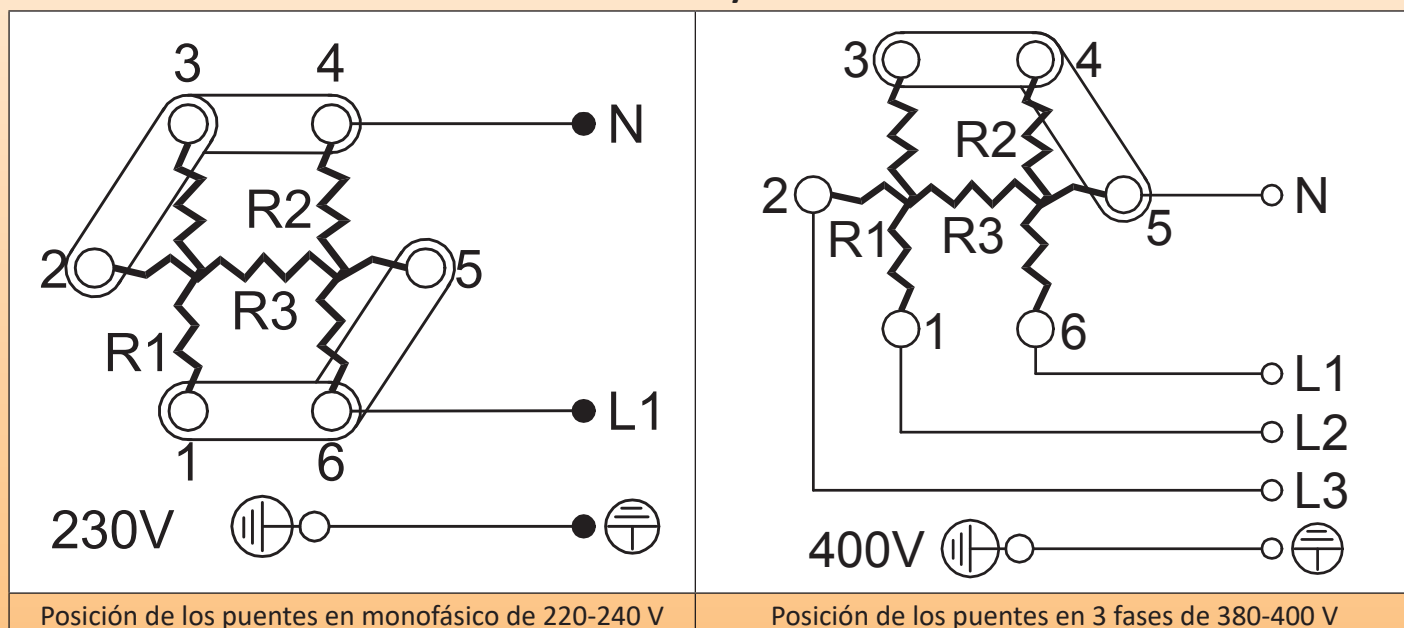 3 4
N
R2
2 5
R3
R1
L1
1 6
230V
Posición de los puentes en monofásico de 220-240 V
3 4
R2
2 N
R1 R3 5
1 6
L1
L2
L3
400V
Posición de los puentes en 3 fases de 380-400 V